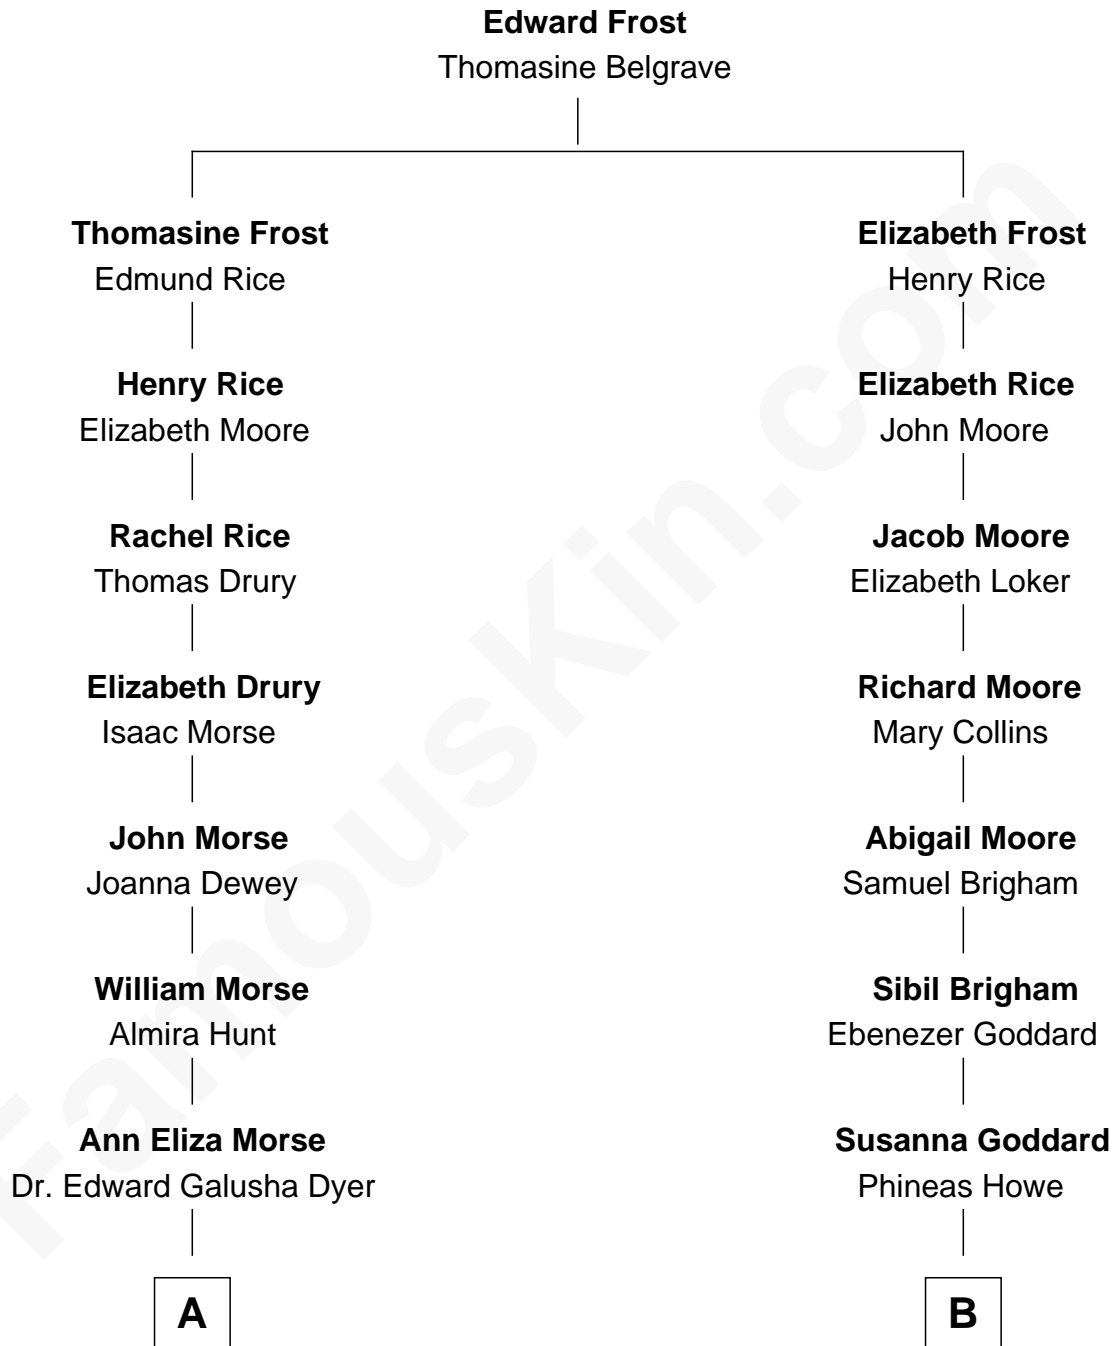 Edward Frost
Thomasine Belgrave
Thomasine Frost
Edmund Rice
Elizabeth Frost
Henry Rice
Henry Rice
Elizabeth Moore
Elizabeth Rice
John Moore
Rachel Rice
Thomas Drury
Jacob Moore
Elizabeth Loker
Elizabeth Drury
Isaac Morse
Richard Moore
Mary Collins
John Morse
Joanna Dewey
Abigail Moore
Samuel Brigham
William Morse
Almira Hunt
Sibil Brigham
Ebenezer Goddard
Ann Eliza Morse
Dr. Edward Galusha Dyer
Susanna Goddard
Phineas Howe
A
B
FamousKin.com